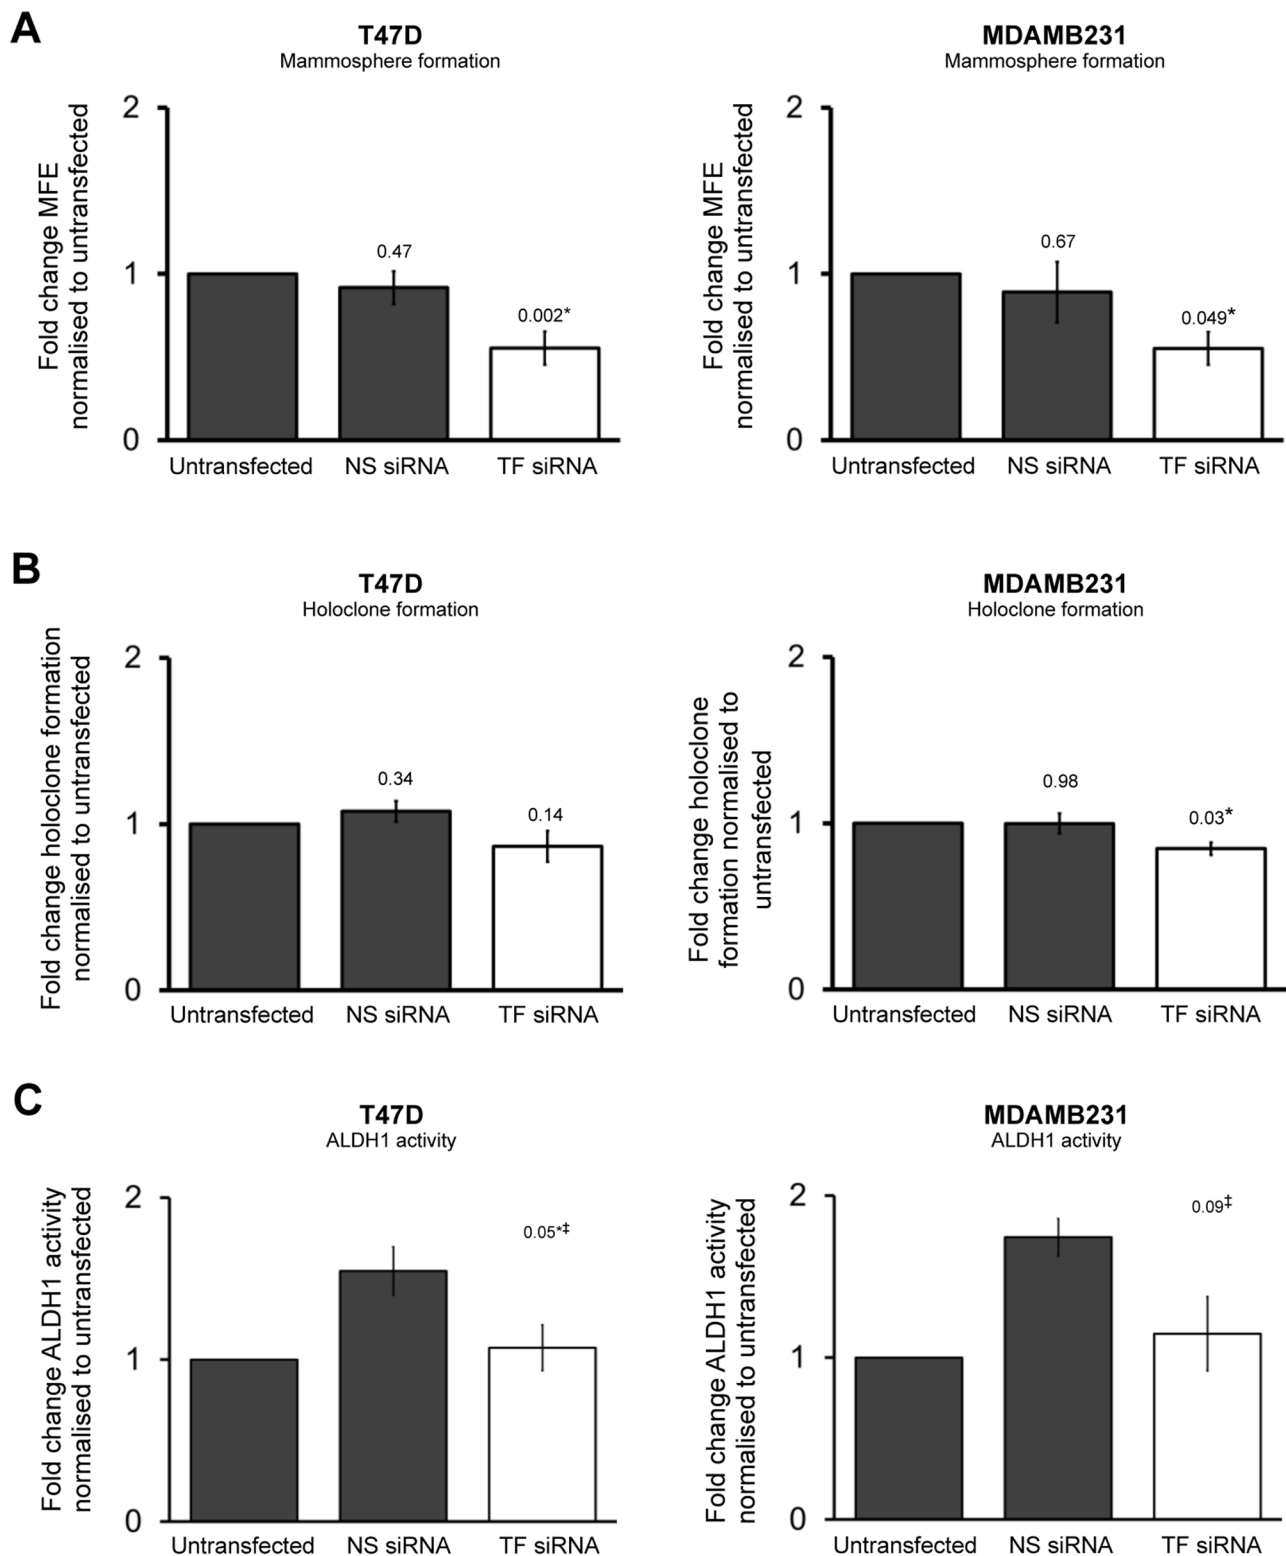 A
T47D
Mammosphere formation
Fold change MFE
normalised to untransfected
2
1
0
0.47
0.002*
Untransfected NS siRNA TF siRNA
MDAMB231
Mammosphere formation
Fold change MFE
normalised to untransfected
2
1
0
0.67
0.049*
Untransfected NS siRNA TF siRNA
B
T47D
Holoclone formation
Fold change holoclone formation
normalised to untransfected
2
1
0
0.34
0.14
Untransfected NS siRNA TF siRNA
MDAMB231
Holoclone formation
Fold change holoclone
formation normalised to
untransfected
2
1
0
0.98
0.03*
Untransfected NS siRNA TF siRNA
C
T47D
ALDH1 activity
Fold change ALDH1 activity
normalised to untransfected
2
1
0
0.05*‡
Untransfected NS siRNA TF siRNA
MDAMB231
ALDH1 activity
Fold change ALDH1 activity
normalised to untransfected
2
1
0
0.09‡
Untransfected NS siRNA TF siRNA